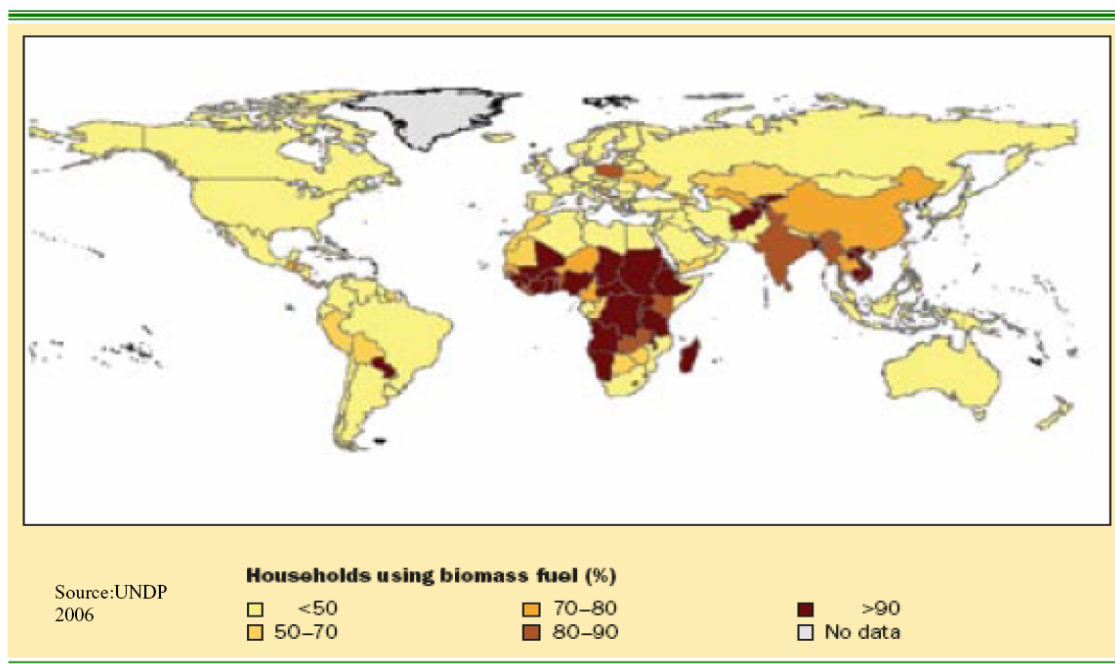 Source:UNDP
2006
Households using biomass fuel (%)
<50
70–80
>90
50–70
80–90
No data